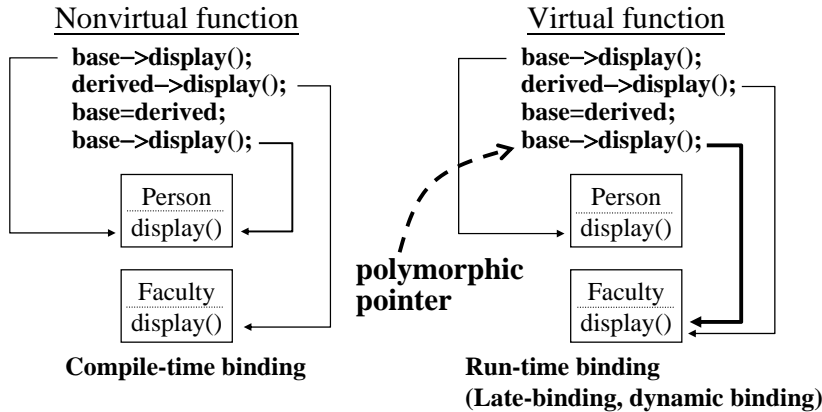 Nonvirtual function
base–>display();
derived–>display();
base=derived;
base–>display();
Person
display()
Faculty
display()
Compile-time binding
Virtual function
base–>display();
derived–>display();
base=derived;
base–>display();
Person
display()
polymorphic
pointer
Faculty
display()
Run-time binding
(Late-binding, dynamic binding)